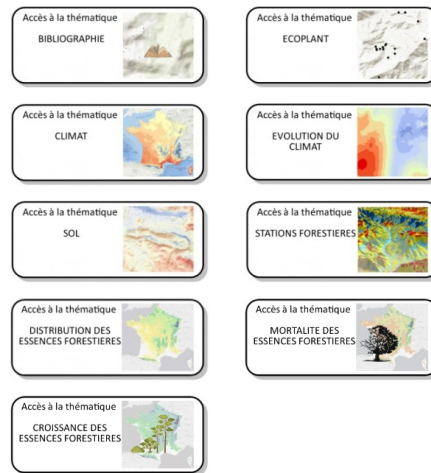 Accès à la thématique
BIBLIOGRAPHIE
Accès à la thématique
ECOPLANT
Accès à la thématique
CLIMAT
Accès à la thématique
EVOLUTION DU
CLIMAT
Accès à la thématique
SOL
Accès à la thématique
STATIONS FORESTIERES
Accès à la thématique
DISTRIBUTION DES
ESSENCES FORESTIERES
Accès à la thématique
MORTALITE DES
ESSENCES FORESTIERES
Accès à la thématique
CROISSANCE DES
ESSENCES FORESTIERES